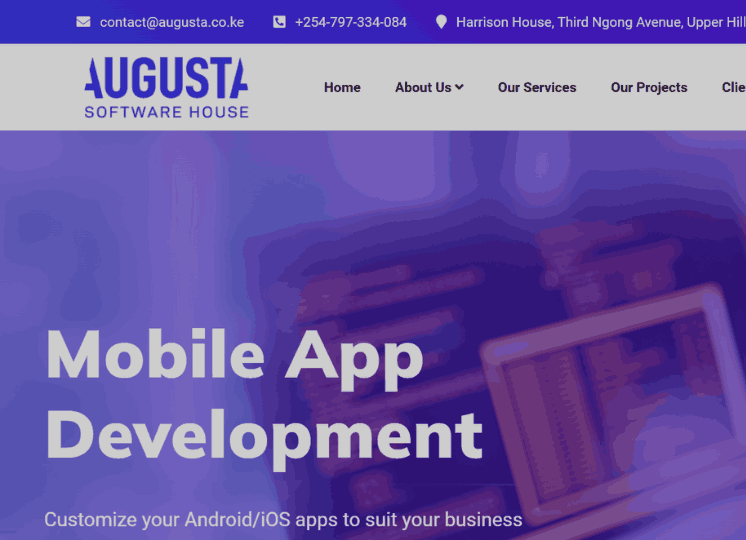 contact@augusta.co.ke +254-797-334-084 Harrison House, Third Ngong Avenue, Upper Hill
AUGUSTA
SOFTWARE HOUSE
Home About Us Our Services Our Projects Clie
Mobile App
Development
Customize your Android/iOS apps to suit your business